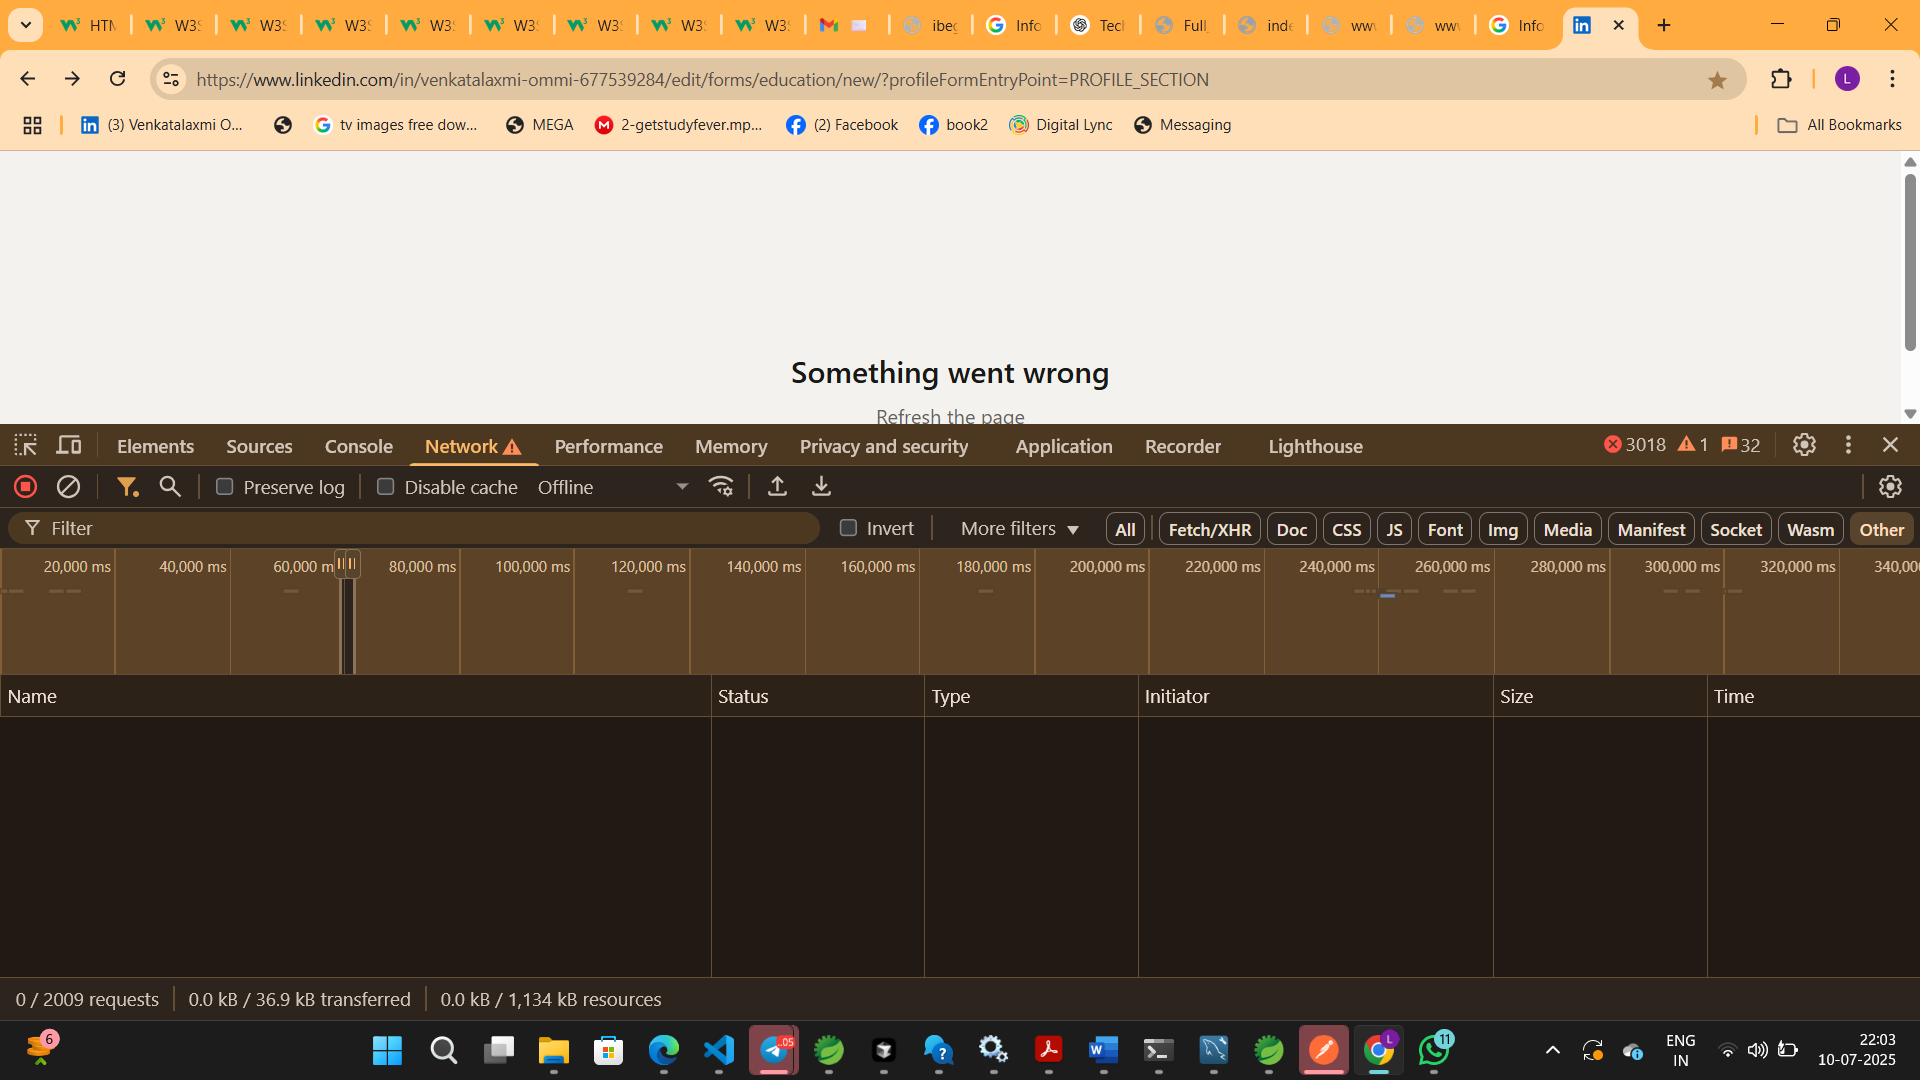 HTM W3S W3S W3S W3S W3S W3S W3S W3S ibeg Info Tech Full inde ww ww Info
https://www.linkedin.com/in/venkatalaxmi-ommi-677539284/edit/forms/education/new/?profileFormEntryPoint=PROFILE_SECTION L
(3) Venkatalaxmi O... tv images free dow... MEGA 2-getstudyfever.mp... (2) Facebook book2 Digital Lync Messaging All Bookmarks
Something went wrong
Refresh the page
Elements Sources Console Network Performance Memory Privacy and security Application Recorder Lighthouse 3018 1 32
Preserve log Disable cache Offline
Filter Invert More filters All Fetch/XHR Doc CSS JS Font Img Media Manifest Socket Wasm Other
20,000 ms 40,000 ms 60,000 m 80,000 ms 100,000 ms 120,000 ms 140,000 ms 160,000 ms 180,000 ms 200,000 ms 220,000 ms 240,000 ms 260,000 ms 280,000 ms 300,000 ms 320,000 ms 340,00
Name Status Type Initiator Size Time
0 / 2009 requests 0.0 kB / 36.9 kB transferred 0.0 kB / 1,134 kB resources
6 ..05 L 11 ENG 22:03
IN 10-07-2025